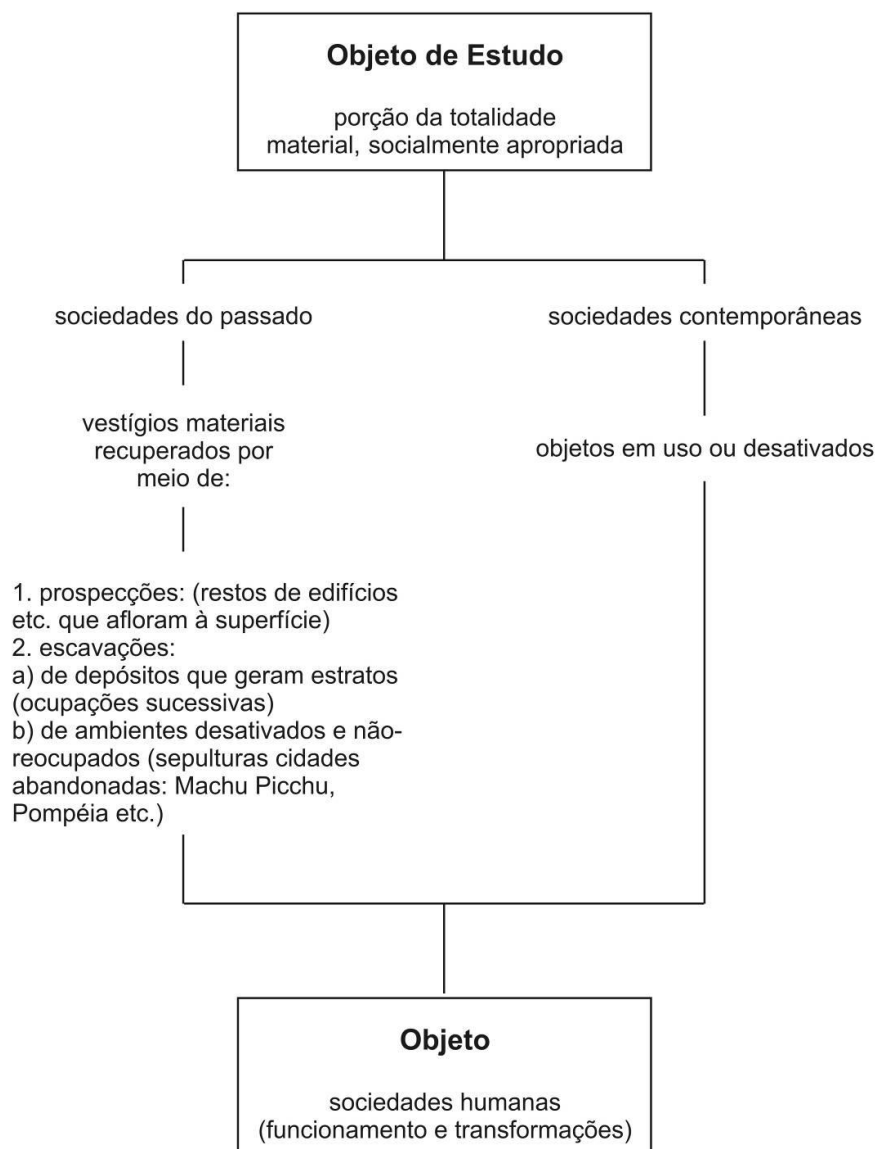 Objeto de Estudo
porção da totalidade
material, socialmente apropriada
sociedades do passado
sociedades contemporâneas
vestígios materiais
recuperados por
meio de:
objetos em uso ou desativados
1. prospecções: (restos de edifícios
etc. que afloram à superfície)
2. escavações:
a) de depósitos que geram estratos
(ocupações sucessivas)
b) de ambientes desativados e não-
reocupados (sepulturas cidades
abandonadas: Machu Picchu,
Pompéia etc.)
Objeto
sociedades humanas
(funcionamento e transformações)